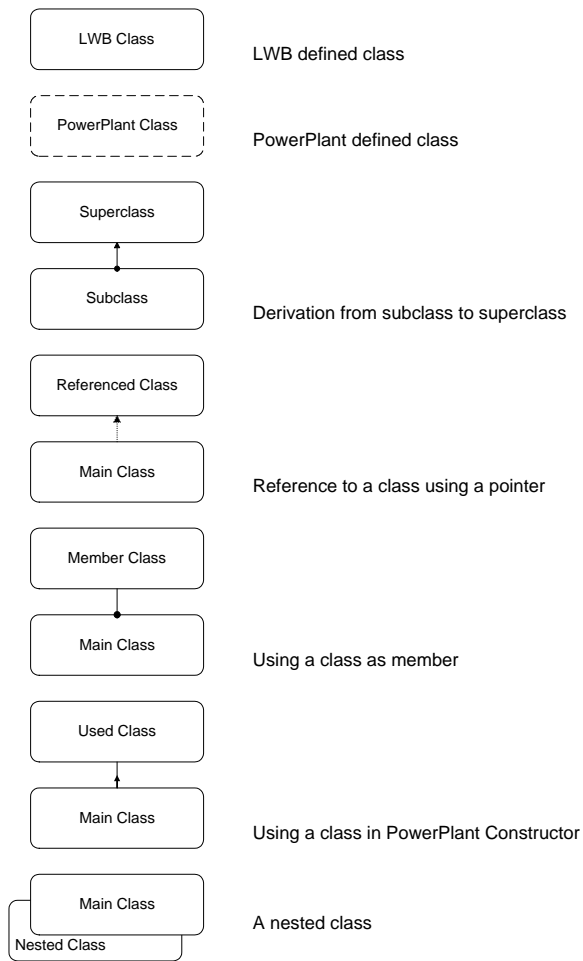 LWB Class
LWB defined class
PowerPlant Class
PowerPlant defined class
Superclass
Subclass
Derivation from subclass to superclass
Referenced Class
Main Class
Reference to a class using a pointer
Member Class
Main Class
Using a class as member
Used Class
Main Class
Using a class in PowerPlant Constructor
Main Class
A nested class
Nested Class